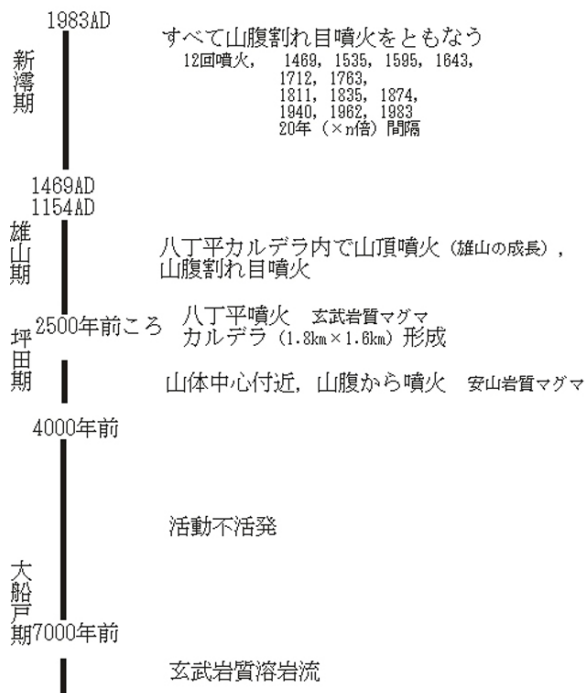 1983AD
新澪期
すべて山腹割れ目噴火をともなう
12回噴火, 1469, 1535, 1595, 1643,
1712, 1763,
1811, 1835, 1874,
1940, 1962, 1983
20年 (×n倍) 間隔
1469AD
1154AD
雄山期
八丁平カルデラ内で山頂噴火 (雄山の成長),
山腹割れ目噴火
2500年前ころ
八丁平噴火 玄武岩質マグマ
カルデラ (1.8km×1.6km) 形成
坪田期
山体中心付近, 山腹から噴火 安山岩質マグマ
4000年前
活動不活発
大船戸期
7000年前
玄武岩質溶岩流